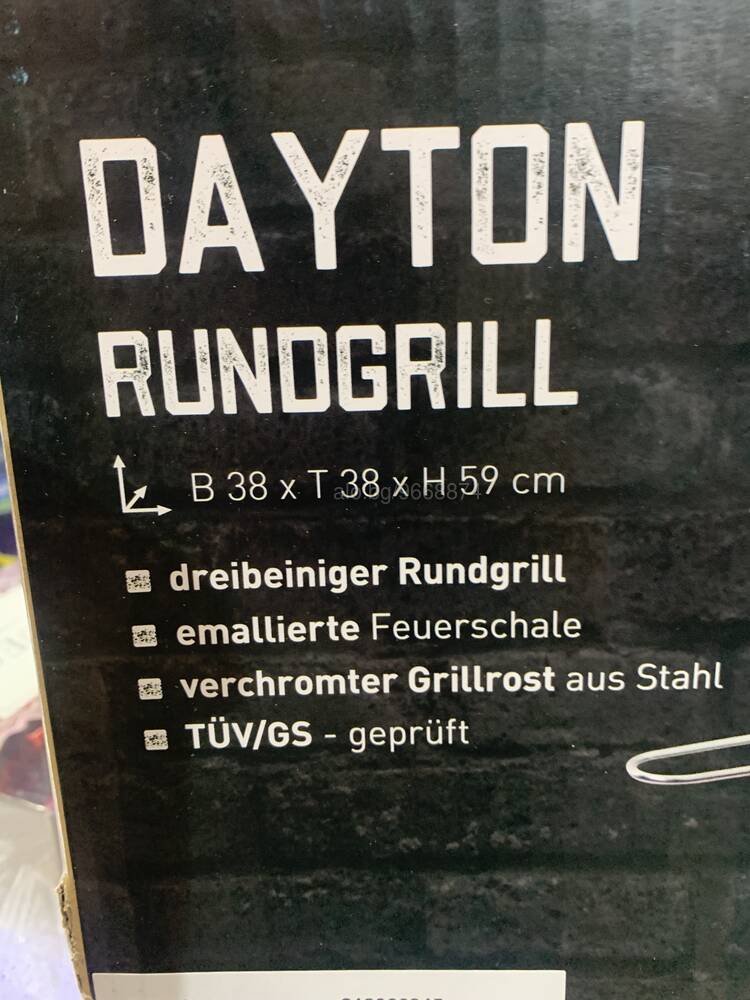 DAYTON
RUNDGRILL
B 38 x T 38 x H 59 cm
dreibeiniger Rundgrill
emallierte Feuerschale
verchromter Grillrost aus Stahl
TÜV/GS - geprüft